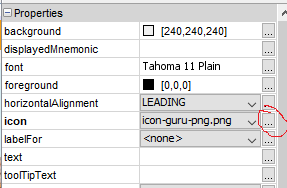 Properties
background [240,240,240] ...
displayedMnemonic ...
font Tahoma 11 Plain ...
foreground [0,0,0] ...
horizontalAlignment LEADING ...
icon icon-guru-png.png ...
labelFor <none> ...
text ...
toolTipText ...